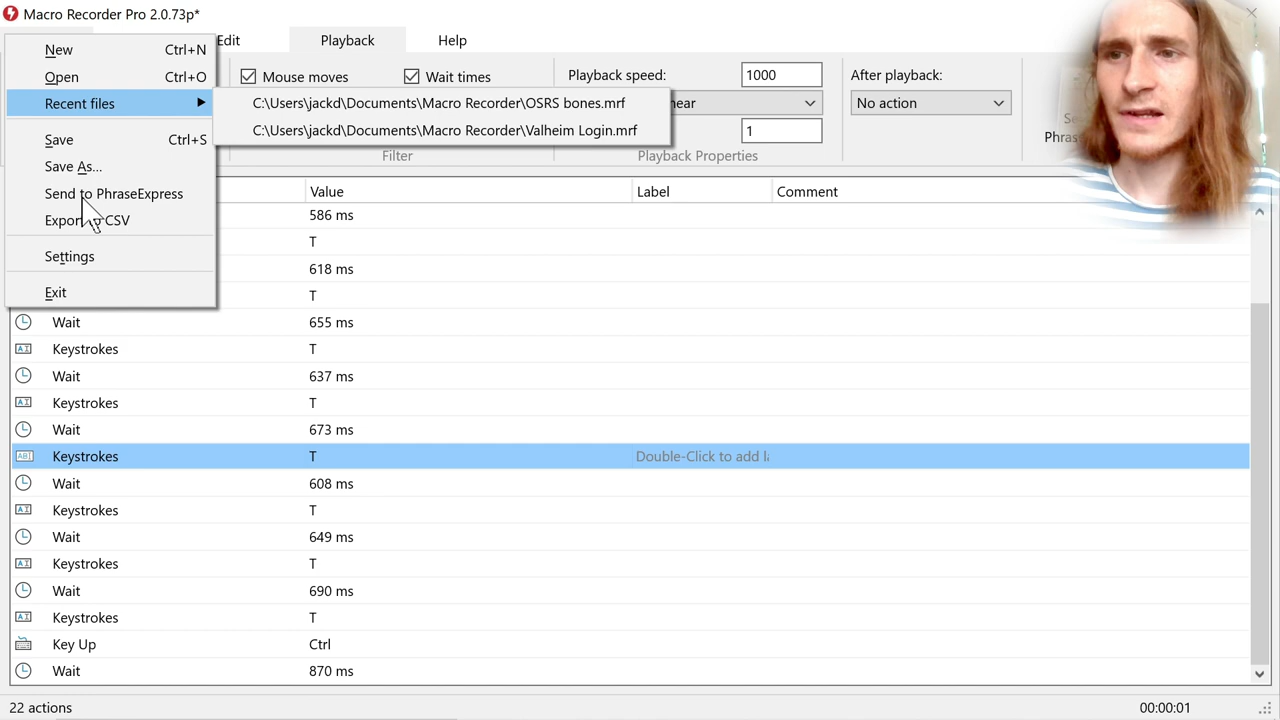 Macro Recorder Pro 2.0.73p*
Edit
Playback
Help
New Ctrl+N
Open Ctrl+O
Recent files
Save Ctrl+S
Save As...
Send to PhraseExpress
Export CSV
Settings
Exit
Mouse moves
Wait times
C:\Users\jackd\Documents\Macro Recorder\OSRS bones.mrf
C:\Users\jackd\Documents\Macro Recorder\Valheim Login.mrf
Filter
Playback speed: 1000
near
1
Playback Properties
After playback:
No action
Se
Phras
Value Label Comment
586 ms
T
618 ms
T
Wait 655 ms
Keystrokes T
Wait 637 ms
Keystrokes T
Wait 673 ms
Keystrokes T Double-Click to add la
Wait 608 ms
Keystrokes T
Wait 649 ms
Keystrokes T
Wait 690 ms
Keystrokes T
Key Up Ctrl
Wait 870 ms
22 actions 00:00:01